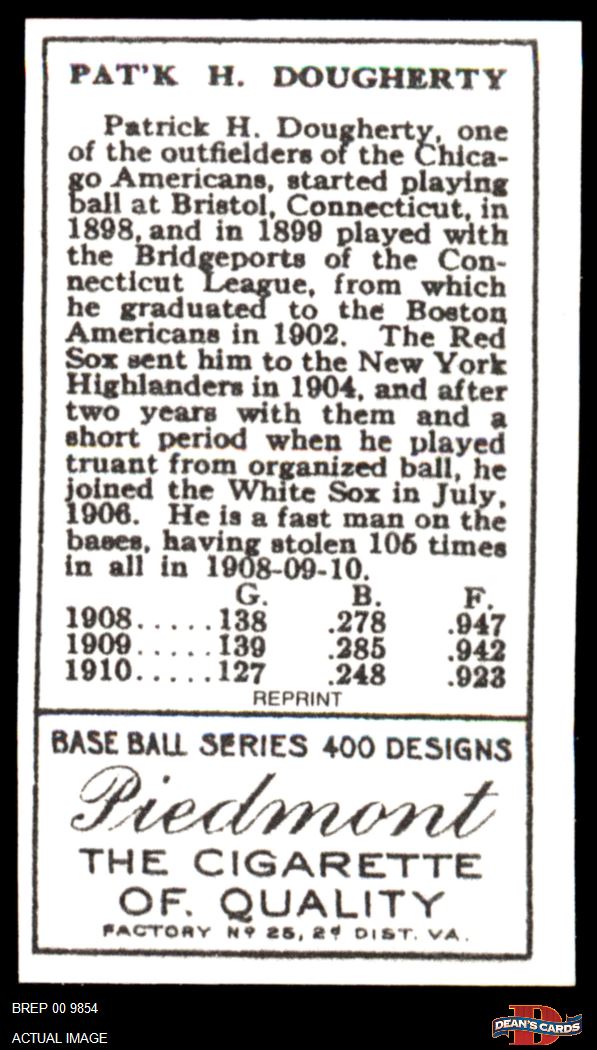 PAT'K H. DOUGHERTY
Patrick H. Dougherty, one
of the outfielders of the Chica-
go Americans, started playing
ball at Bristol, Connecticut, in
1898, and in 1899 played with
the Bridgeports of the Con-
necticut League, from which
he graduated to the Boston
Americans in 1902. The Red
Sox sent him to the New York
Highlanders in 1904, and after
two years with them and a
short period when he played
truant from organized ball, he
joined the White Sox in July,
1906. He is a fast man on the
bases, having stolen 105 times
in all in 1908-09-10.
G. B. F.
1908.....138 .278 .947
1909.....139 .285 .942
1910.....127 .248 .923
REPRINT
BASE BALL SERIES 400 DESIGNS
Piedmont
THE CIGARETTE
OF. QUALITY
FACTORY Nº 25, 2d DIST. VA.
BREP 00 9854
ACTUAL IMAGE
D
DEAN'S CARDS